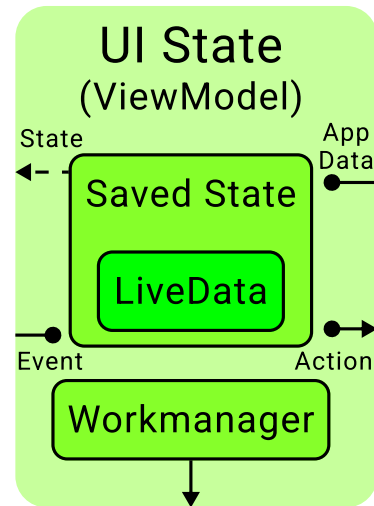 UI State
(ViewModel)
State
App
Data
Saved State
LiveData
Event
Action
Workmanager